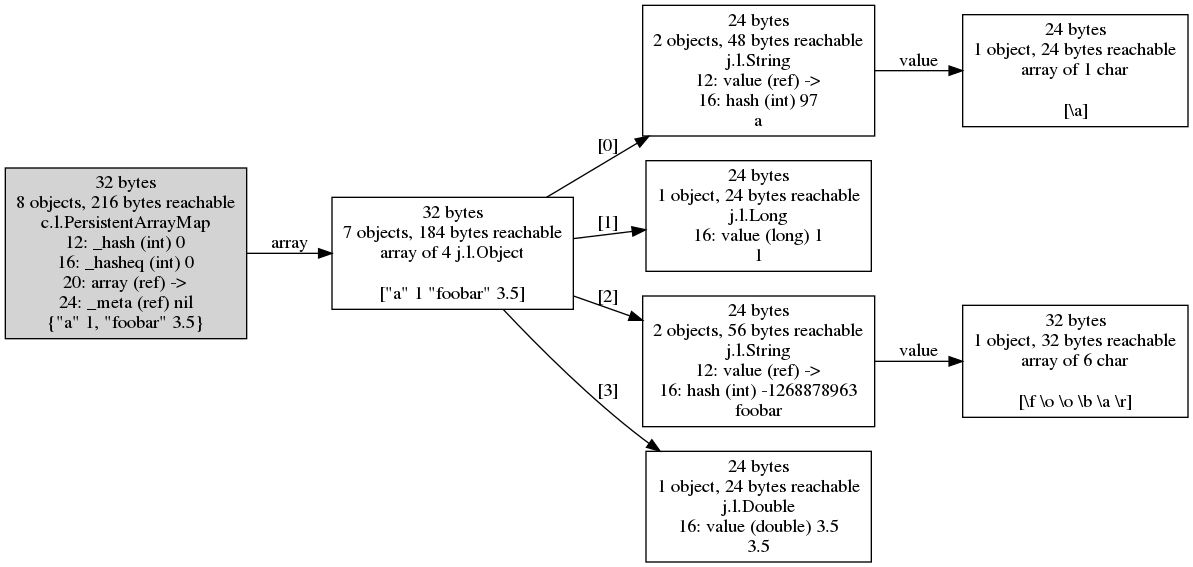 32 bytes
8 objects, 216 bytes reachable
c.l.PersistentArrayMap
12: _hash (int) 0
16: _hasheq (int) 0
20: array (ref) ->
24: _meta (ref) nil
{"a" 1, "foobar" 3.5}
array
32 bytes
7 objects, 184 bytes reachable
array of 4 j.l.Object
["a" 1 "foobar" 3.5]
[0]
24 bytes
2 objects, 48 bytes reachable
j.l.String
12: value (ref) ->
16: hash (int) 97
a
value
24 bytes
1 object, 24 bytes reachable
array of 1 char
[\a]
[1]
24 bytes
1 object, 24 bytes reachable
j.l.Long
16: value (long) 1
1
[2]
24 bytes
2 objects, 56 bytes reachable
j.l.String
12: value (ref) ->
16: hash (int) -1268878963
foobar
value
32 bytes
1 object, 32 bytes reachable
array of 6 char
[\f \o \o \b \a \r]
[3]
24 bytes
1 object, 24 bytes reachable
j.l.Double
16: value (double) 3.5
3.5